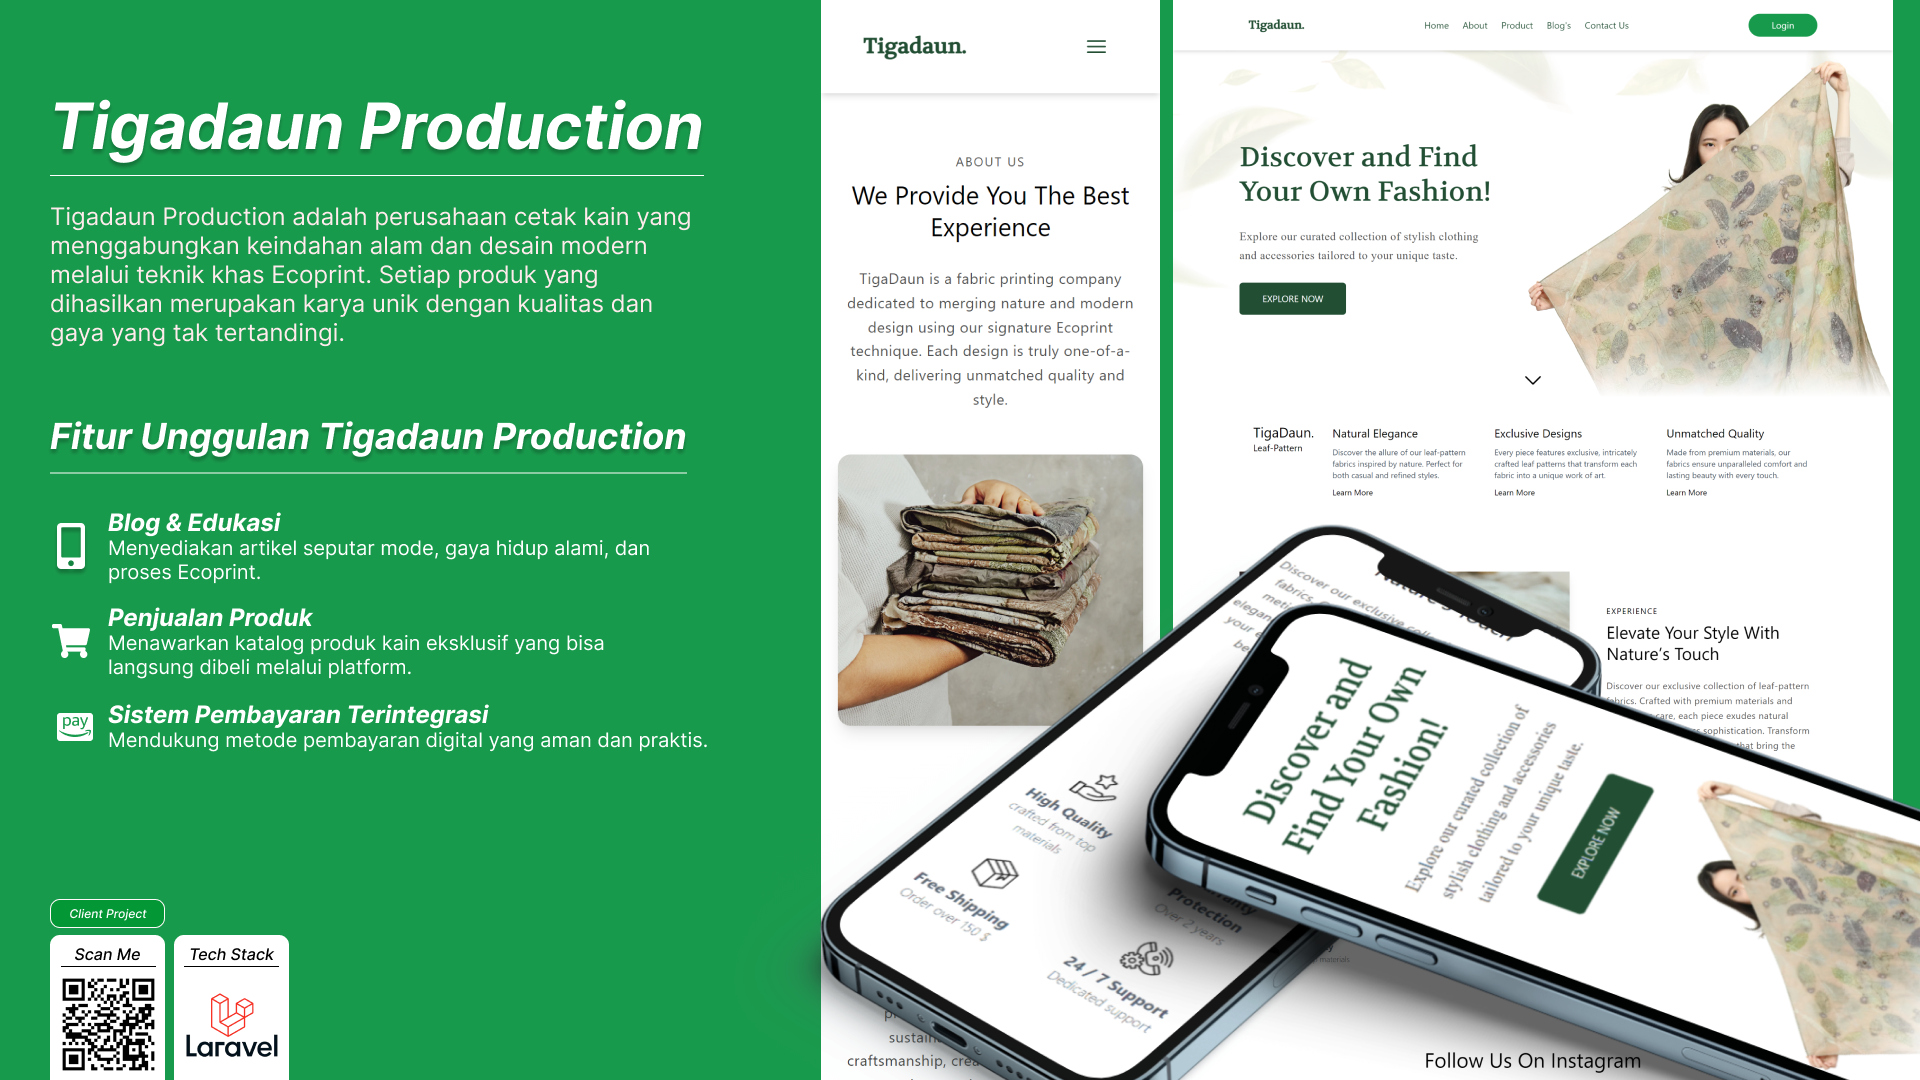 Tigadaun Production
Tigadaun Production adalah perusahaan cetak kain yang
menggabungkan keindahan alam dan desain modern
melalui teknik khas Ecoprint. Setiap produk yang
dihasilkan merupakan karya unik dengan kualitas dan
gaya yang tak tertandingi.
Fitur Unggulan Tigadaun Production
Blog & Edukasi
Menyediakan artikel seputar mode, gaya hidup alami, dan
proses Ecoprint.
Penjualan Produk
Menawarkan katalog produk kain eksklusif yang bisa
langsung dibeli melalui platform.
pay
Sistem Pembayaran Terintegrasi
Mendukung metode pembayaran digital yang aman dan praktis.
Client Project
Scan Me
Tech Stack
Laravel
Tigadaun.
ABOUT US
We Provide You The Best
Experience
TigaDaun is a fabric printing company
dedicated to merging nature and modern
design using our signature Ecoprint
technique. Each design is truly one-of-a-
kind, delivering unmatched quality and
style.
sustain
craftsmanship, crea
Tigadaun.
Home About Product Blog's Contact Us
Login
Discover and Find
Your Own Fashion!
Explore our curated collection of stylish clothing
and accessories tailored to your unique taste.
EXPLORE NOW
TigaDaun.
Leaf-Pattern
Natural Elegance
Discover the allure of our leaf-pattern
fabrics inspired by nature. Perfect for
both casual and refined styles.
Learn More
Exclusive Designs
Every piece features exclusive, intricately
crafted leaf patterns that transform each
fabric into a unique work of art.
Learn More
Unmatched Quality
Made from premium materials, our
fabrics ensure unparalleled comfort and
lasting beauty with every touch.
Learn More
EXPERIENCE
Elevate Your Style With
Nature's Touch
Discover our exclusive collection of leaf-pattern
fabrics. Crafted with premium materials and
care, each piece exudes natural
sophistication. Transform
that bring the
materials
Follow Us On Instagram
Nature's Touch
Discover our exclusive
fabrics.
elegan
your
be
High Quality
crafted from top
materials
Free Shipping
Order over 150 $
Protection
Over 2 years
24 / 7 Support
Dedicated support
Discover and
Find Your Own
Fashion!
Explore our curated collection of
stylish clothing and accessories
tailored to your unique taste.
EXPLORE NOW